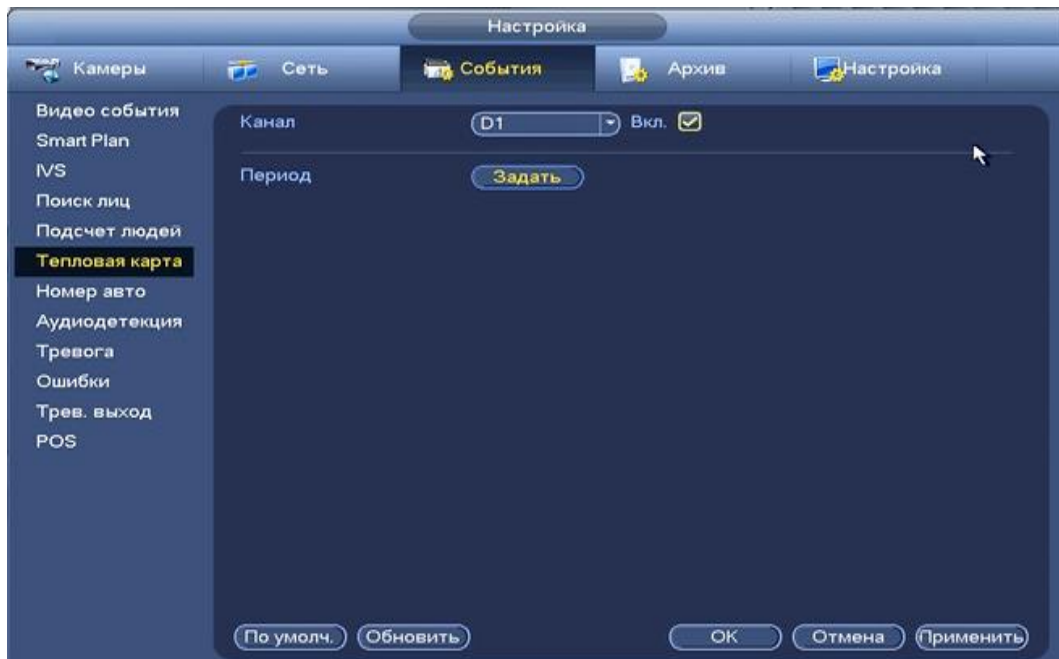 Настройка
Камеры Сеть События Архив Настройка
Видео события
Smart Plan
IVS
Поиск лиц
Подсчет людей
Тепловая карта
Номер авто
Аудиодетекция
Тревога
Ошибки
Трев. выход
POS
Канал D1 Вкл.
Период Задать
По умолч. Обновить OK Отмена Применить